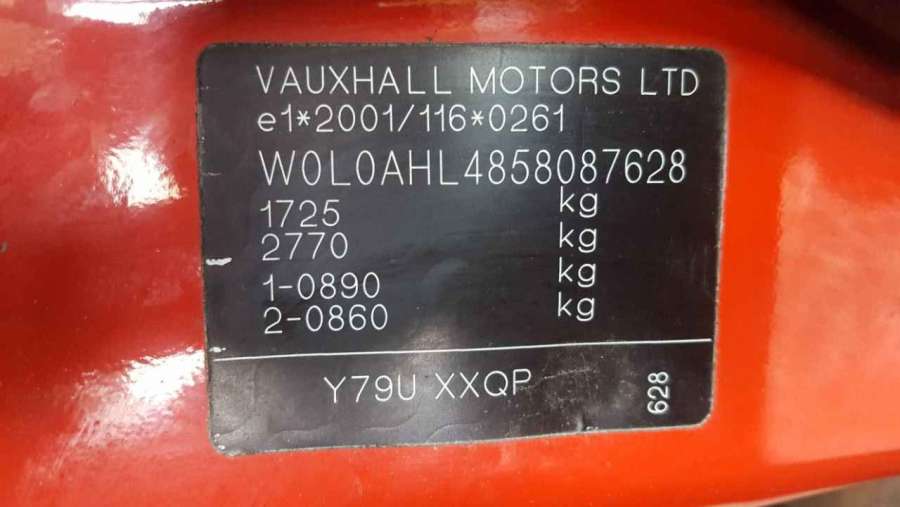 VAUXHALL MOTORS LTD
e1*2001/116*0261
W0L0AHL4858087628
1725 kg
2770 kg
1-0890 kg
2-0860 kg
Y79U XXQP
628